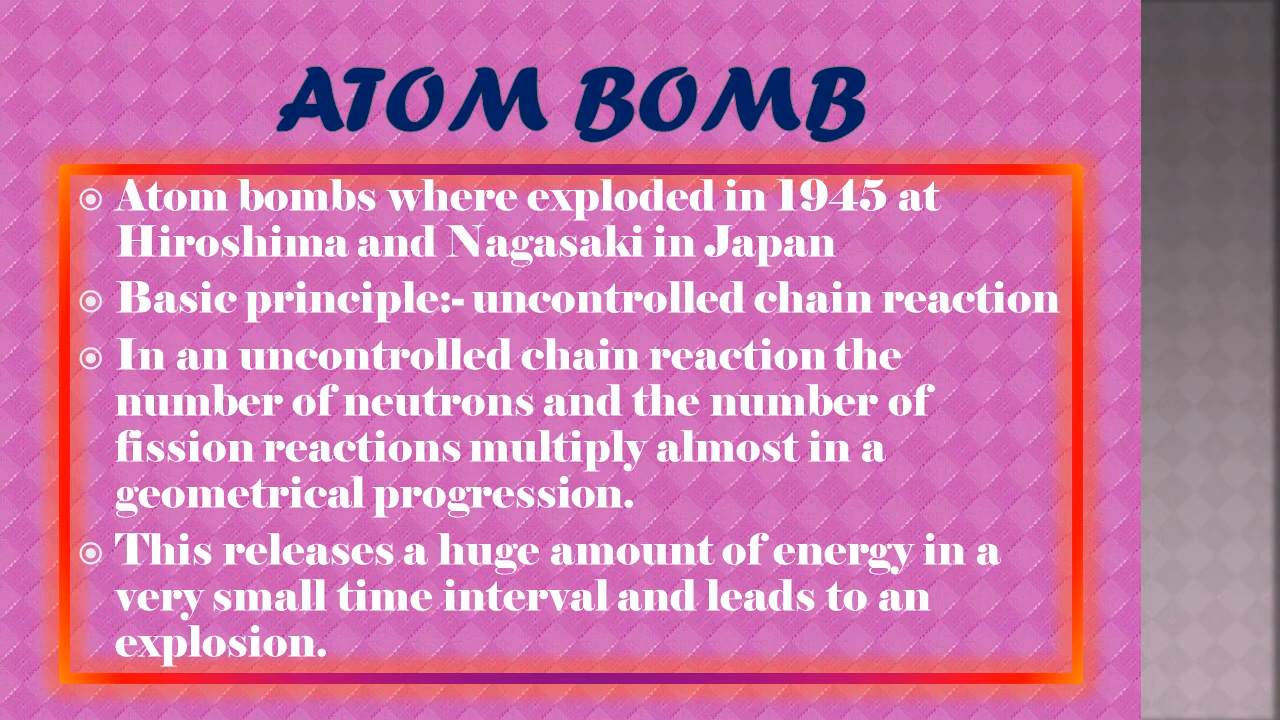 ATOM BOMB
Atom bombs where exploded in 1945 at
Hiroshima and Nagasaki in Japan
Basic principle:- uncontrolled chain reaction
In an uncontrolled chain reaction the
number of neutrons and the number of
fission reactions multiply almost in a
geometrical progression.
This releases a huge amount of energy in a
very small time interval and leads to an
explosion.